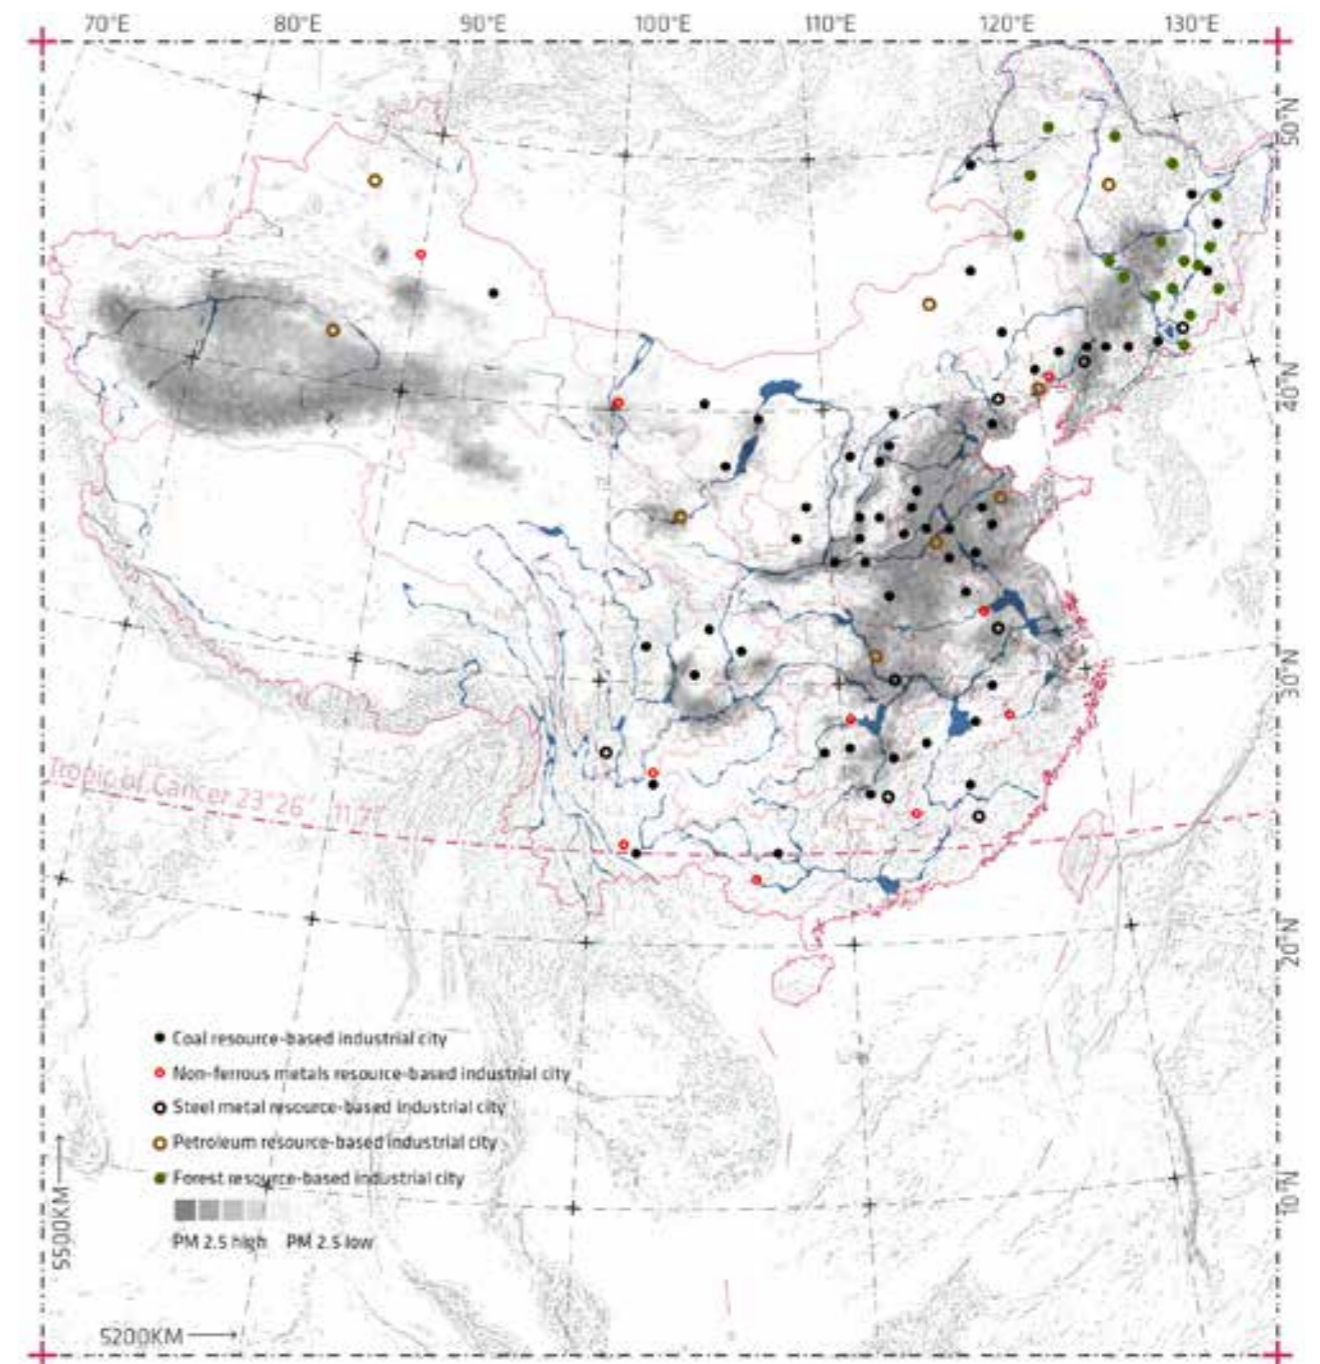 70°E 80°E 90°E 100°E 110°E 120°E 130°E
50°N
40°N
30°N
Tropic of Cancer 23°26′ 11.7″
20°N
Coal resource-based industrial city
Non-ferrous metals resource-based industrial city
Steel metal resource-based industrial city
Petroleum resource-based industrial city
Forest resource-based industrial city
10°N
PM 2.5 high PM 2.5 low
5500KM
5200KM